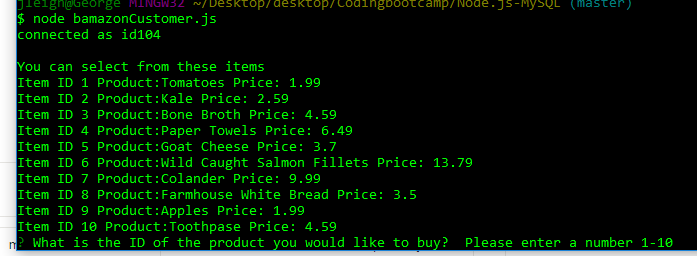 jleigh@George MINGW32 ~/Desktop/desktop/Codingbootcamp/Node.js-MySQL (master)
$ node bamazonCustomer.js
connected as id104
You can select from these items
Item ID 1 Product:Tomatoes Price: 1.99
Item ID 2 Product:Kale Price: 2.59
Item ID 3 Product:Bone Broth Price: 4.59
Item ID 4 Product:Paper Towels Price: 6.49
Item ID 5 Product:Goat Cheese Price: 3.7
Item ID 6 Product:Wild Caught Salmon Fillets Price: 13.79
Item ID 7 Product:Colander Price: 9.99
Item ID 8 Product:Farmhouse White Bread Price: 3.5
Item ID 9 Product:Apples Price: 1.99
Item ID 10 Product:Toothpase Price: 4.59
? What is the ID of the product you would like to buy?  Please enter a number 1-10